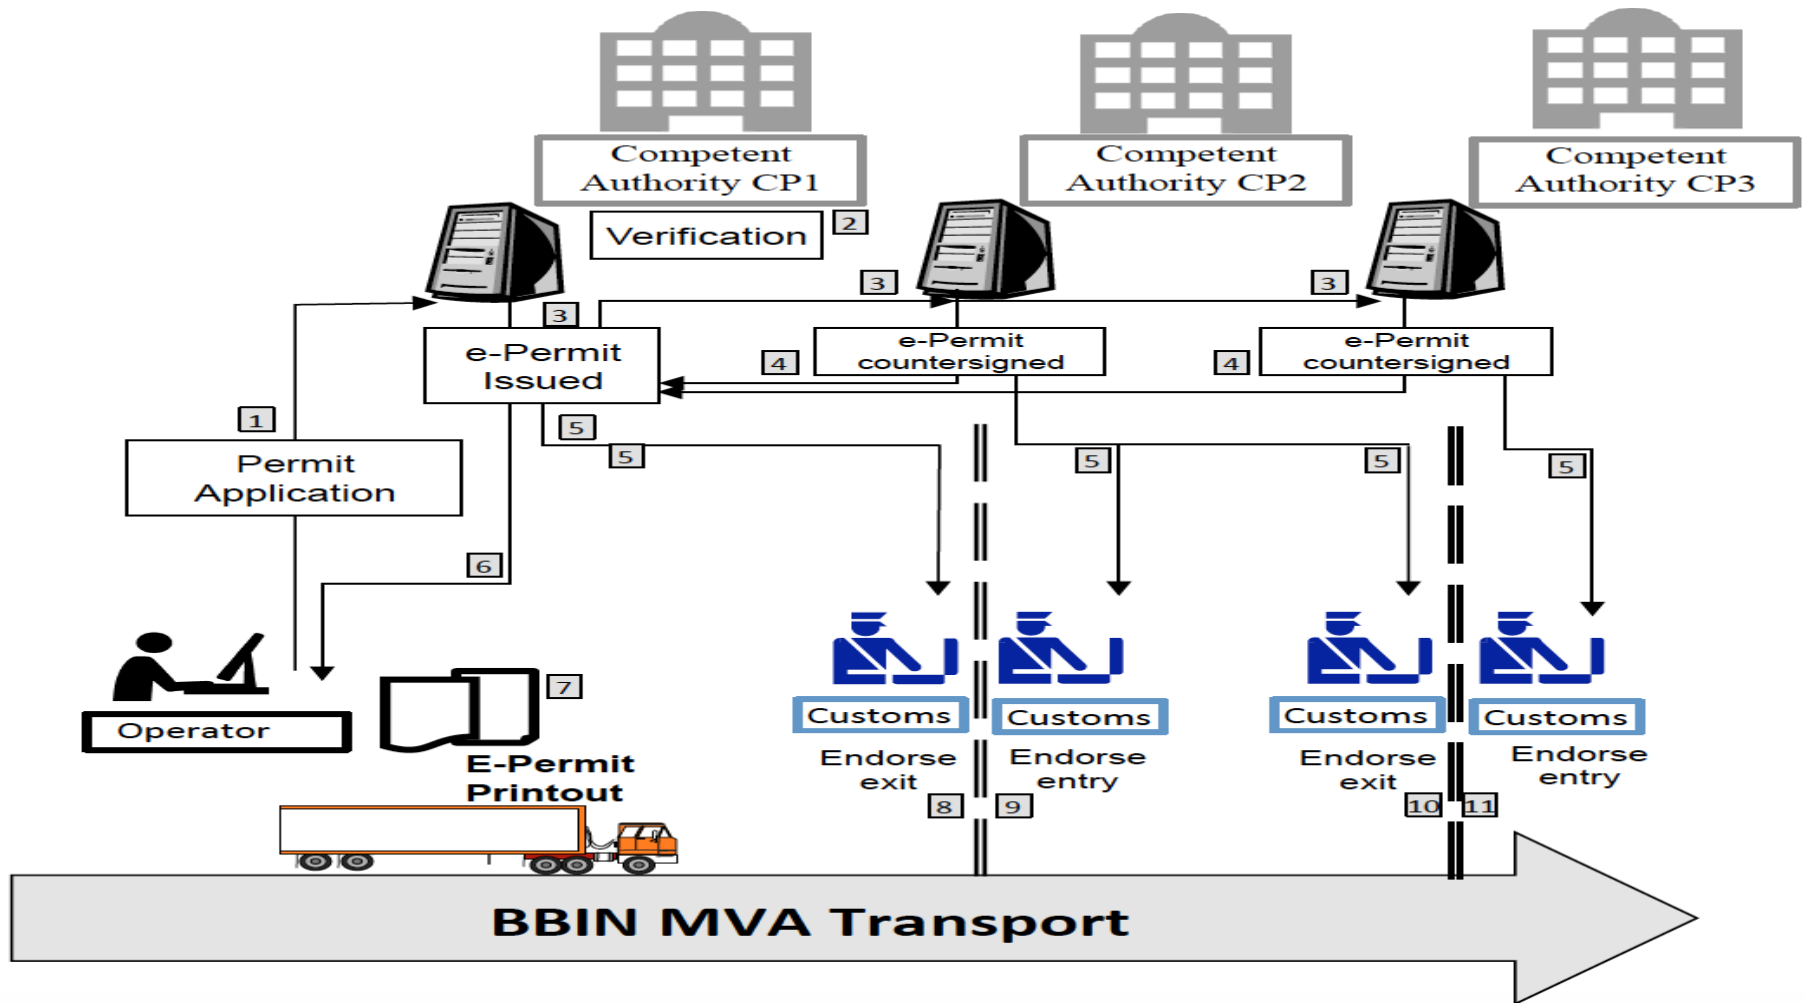 Competent
Authority CP1
Competent
Authority CP2
Competent
Authority CP3
Verification
2
3
3
3
e-Permit
Issued
4
e-Permit
countersigned
4
e-Permit
countersigned
1
5
5
5
5
5
Permit
Application
6
7
Operator
E-Permit
Printout
Customs
Customs
Customs
Customs
Endorse
exit
Endorse
entry
Endorse
exit
Endorse
entry
8
9
10
11
BBIN MVA Transport